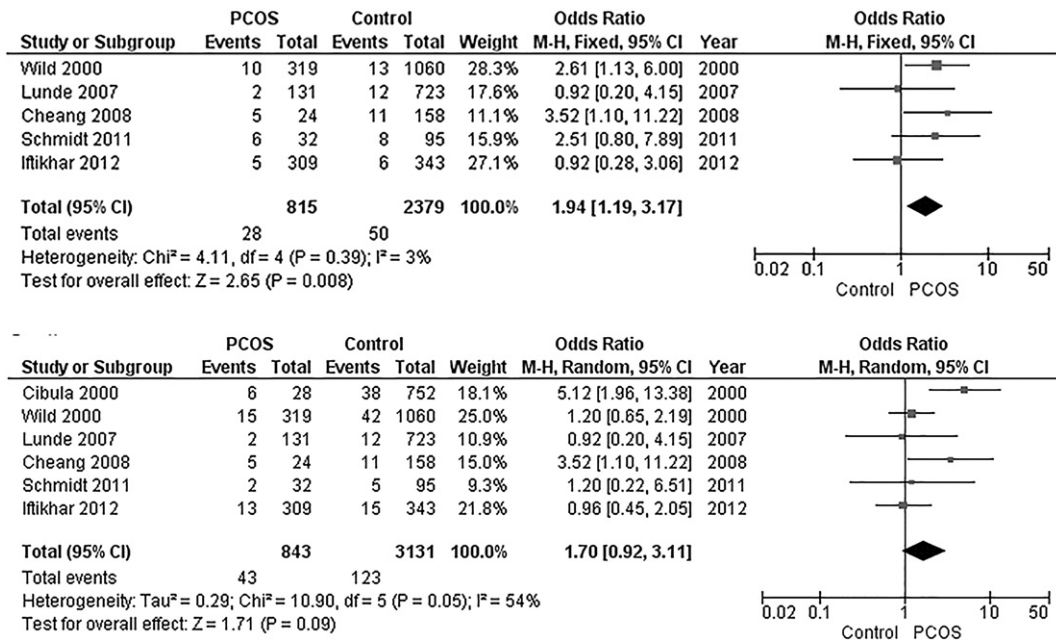 PCOS Control Odds Ratio Odds Ratio
Study or Subgroup Events Total Events Total Weight M-H, Fixed, 95% CI Year M-H, Fixed, 95% CI
Wild 2000 10 319 13 1060 28.3% 2.61 [1.13, 6.00] 2000
Lunde 2007 2 131 12 723 17.6% 0.92 [0.20, 4.15] 2007
Cheang 2008 5 24 11 158 11.1% 3.52 [1.10, 11.22] 2008
Schmidt 2011 6 32 8 95 15.9% 2.51 [0.80, 7.89] 2011
Iftikhar 2012 5 309 6 343 27.1% 0.92 [0.28, 3.06] 2012
Total (95% CI) 815 2379 100.0% 1.94 [1.19, 3.17]
Total events 28 50
Heterogeneity: Chi² = 4.11, df = 4 (P = 0.39); I² = 3%
Test for overall effect: Z = 2.65 (P = 0.008)
0.02 0.1 1 10 50
Control PCOS
PCOS Control Odds Ratio Odds Ratio
Study or Subgroup Events Total Events Total Weight M-H, Random, 95% CI Year M-H, Random, 95% CI
Cibula 2000 6 28 38 752 18.1% 5.12 [1.96, 13.38] 2000
Wild 2000 15 319 42 1060 25.0% 1.20 [0.65, 2.19] 2000
Lunde 2007 2 131 12 723 10.9% 0.92 [0.20, 4.15] 2007
Cheang 2008 5 24 11 158 15.0% 3.52 [1.10, 11.22] 2008
Schmidt 2011 2 32 5 95 9.3% 1.20 [0.22, 6.51] 2011
Iftikhar 2012 13 309 15 343 21.8% 0.96 [0.45, 2.05] 2012
Total (95% CI) 843 3131 100.0% 1.70 [0.92, 3.11]
Total events 43 123
Heterogeneity: Tau² = 0.29; Chi² = 10.90, df = 5 (P = 0.05); I² = 54%
Test for overall effect: Z = 1.71 (P = 0.09)
0.02 0.1 1 10 50
Control PCOS